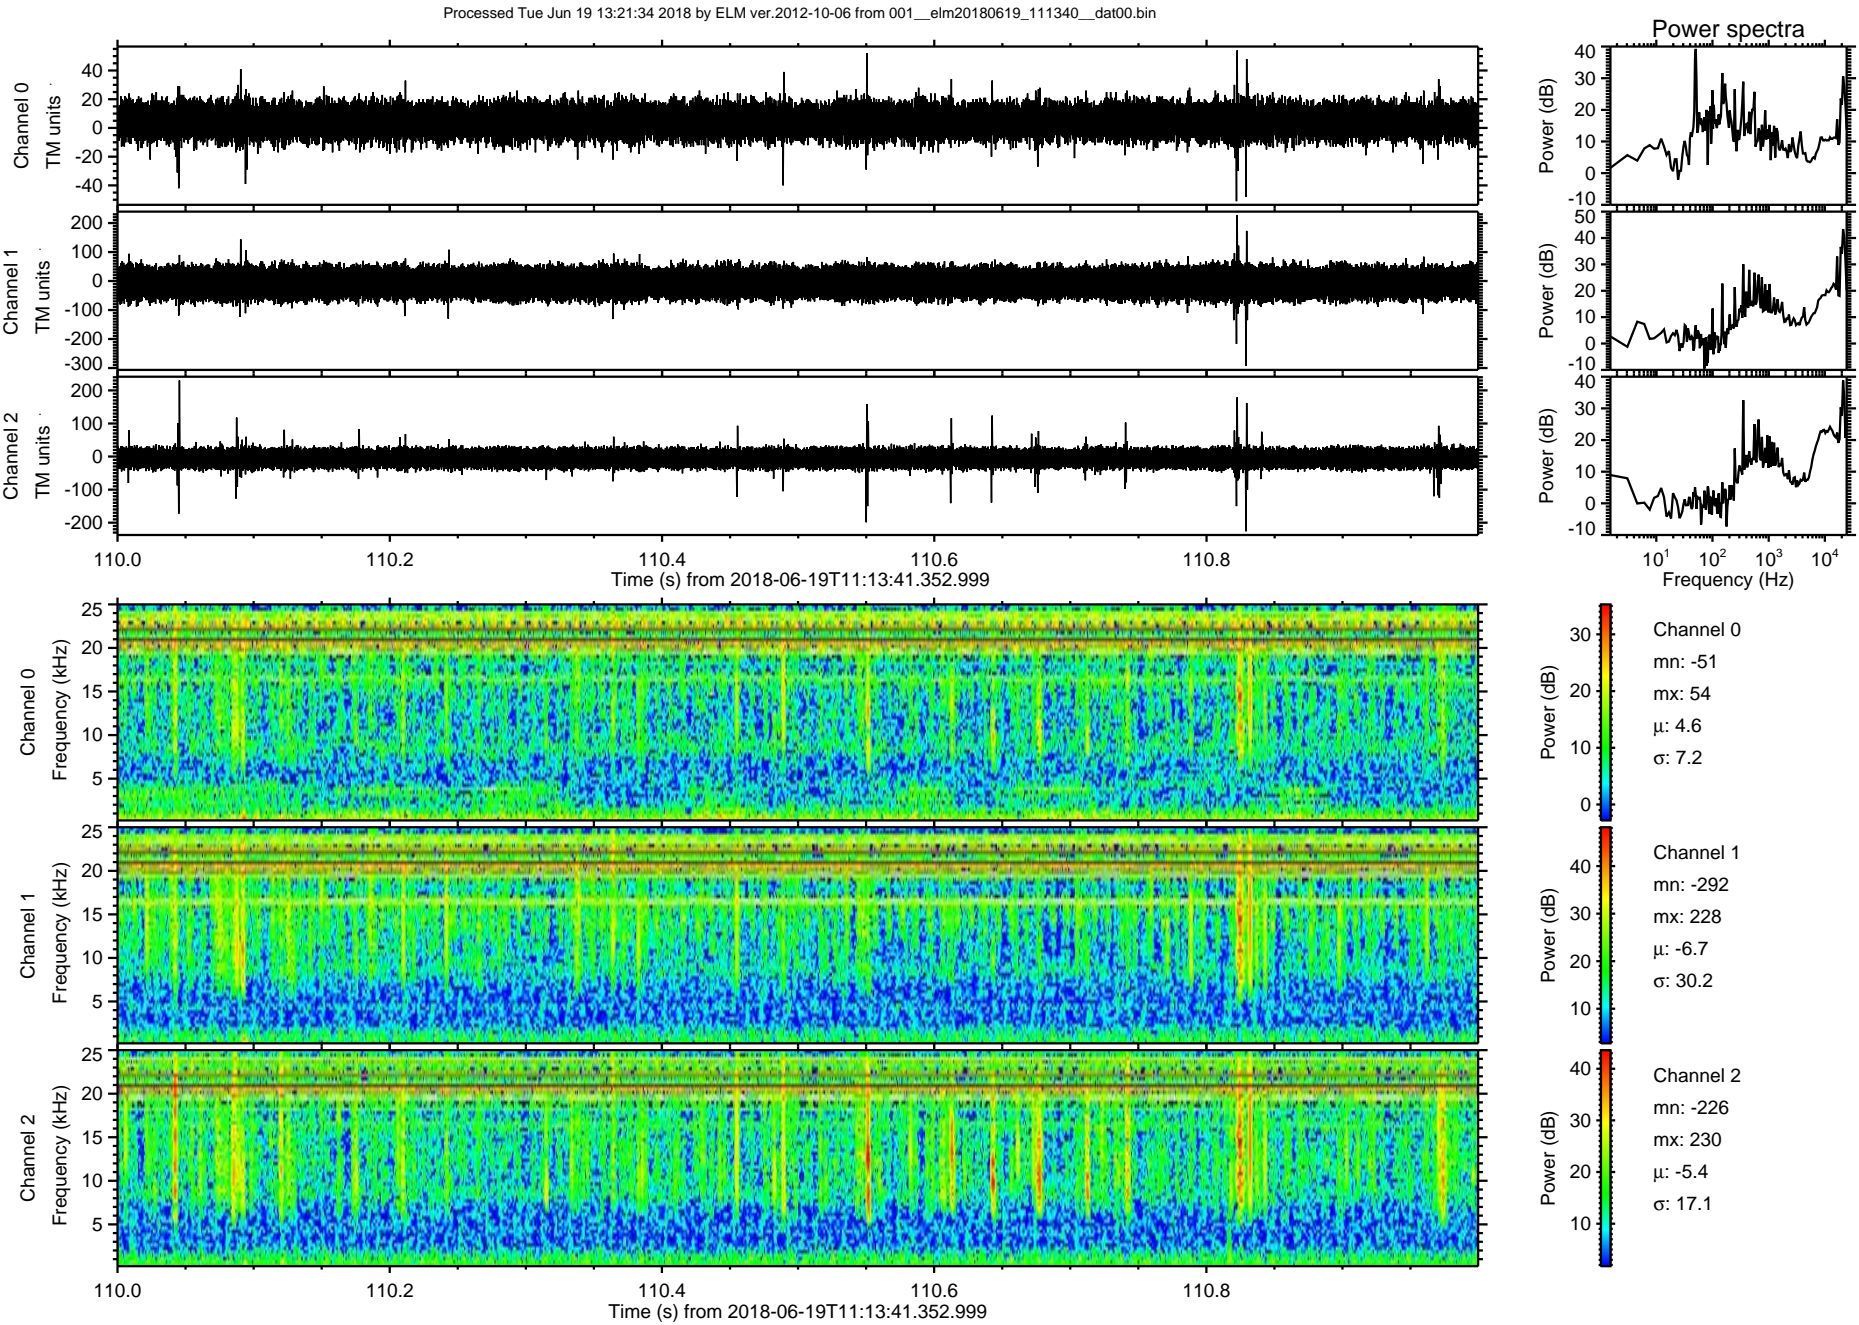 Processed Tue Jun 19 13:21:34 2018 by ELM ver.2012-10-06 from 001__elm20180619_111340__dat00.bin
Power spectra
Channel 0
TM units
40
20
0
-20
-40
Power (dB)
40
30
20
10
0
-10
Channel 1
TM units
200
100
0
-100
-200
-300
Power (dB)
50
40
30
20
10
0
-10
Channel 2
TM units
200
100
0
-100
-200
Power (dB)
40
30
20
10
0
-10
110.0 110.2 110.4 110.6 110.8
Time (s) from 2018-06-19T11:13:41.352.999
10¹ 10² 10³ 10⁴
Frequency (Hz)
Channel 0
Frequency (kHz)
25
20
15
10
5
Power (dB)
30
20
10
0
Channel 0
mn: -51
mx: 54
μ: 4.6
σ: 7.2
Channel 1
Frequency (kHz)
25
20
15
10
5
Power (dB)
40
30
20
10
Channel 1
mn: -292
mx: 228
μ: -6.7
σ: 30.2
Channel 2
Frequency (kHz)
25
20
15
10
5
Power (dB)
40
30
20
10
Channel 2
mn: -226
mx: 230
μ: -5.4
σ: 17.1
110.0 110.2 110.4 110.6 110.8
Time (s) from 2018-06-19T11:13:41.352.999